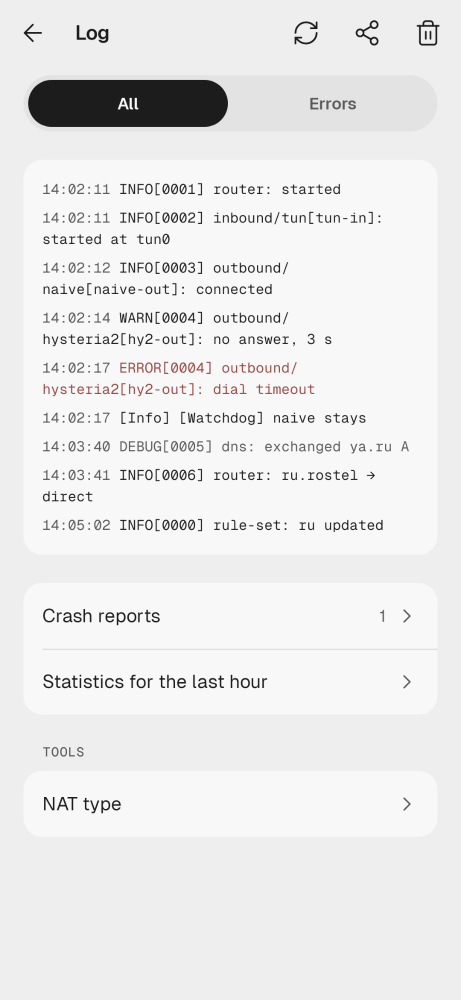 Log
All
Errors
14:02:11 INFO[0001] router: started
14:02:11 INFO[0002] inbound/tun[tun-in]:
started at tun0
14:02:12 INFO[0003] outbound/
naive[naive-out]: connected
14:02:14 WARN[0004] outbound/
hysteria2[hy2-out]: no answer, 3 s
14:02:17 ERROR[0004] outbound/
hysteria2[hy2-out]: dial timeout
14:02:17 [Info] [Watchdog] naive stays
14:03:40 DEBUG[0005] dns: exchanged ya.ru A
14:03:41 INFO[0006] router: ru.rostel →
direct
14:05:02 INFO[0000] rule-set: ru updated
Crash reports 1
Statistics for the last hour
TOOLS
NAT type